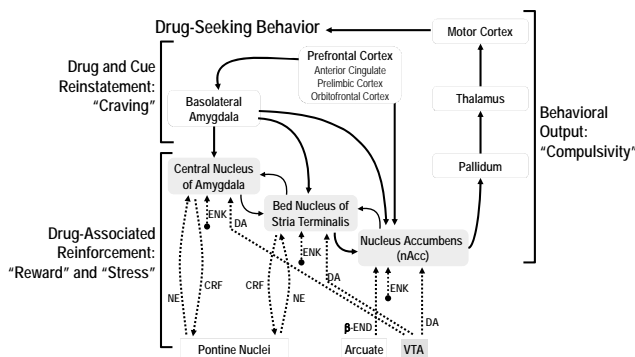 Drug-Seeking Behavior
Motor Cortex
Drug and Cue
Reinstatement:
“Craving”
Prefrontal Cortex
Anterior Cingulate
Prelimbic Cortex
Orbitofrontal Cortex
Basolateral
Amygdala
Thalamus
Behavioral
Output:
“Compulsivity”
Pallidum
Central Nucleus
of Amygdala
Bed Nucleus of
Stria Terminalis
Nucleus Accumbens
(nAcc)
Drug-Associated
Reinforcement:
“Reward” and “Stress”
ENK
DA
ENK
DA
ENK
NE
CRF
CRF
NE
β-END
DA
Pontine Nuclei
Arcuate
VTA